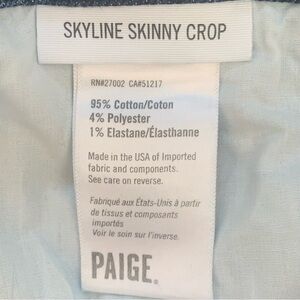 SKYLINE SKINNY CROP
RN#27002 CA#51217
95% Cotton/Coton
4% Polyester
1% Elastane/Élasthanne
Made in the USA of Imported
fabric and components.
See care on reverse.
Fabriqué aux États-Unis à partir
de tissus et composants
importés
Voir le soin sur l'inverse.
PAIGE®